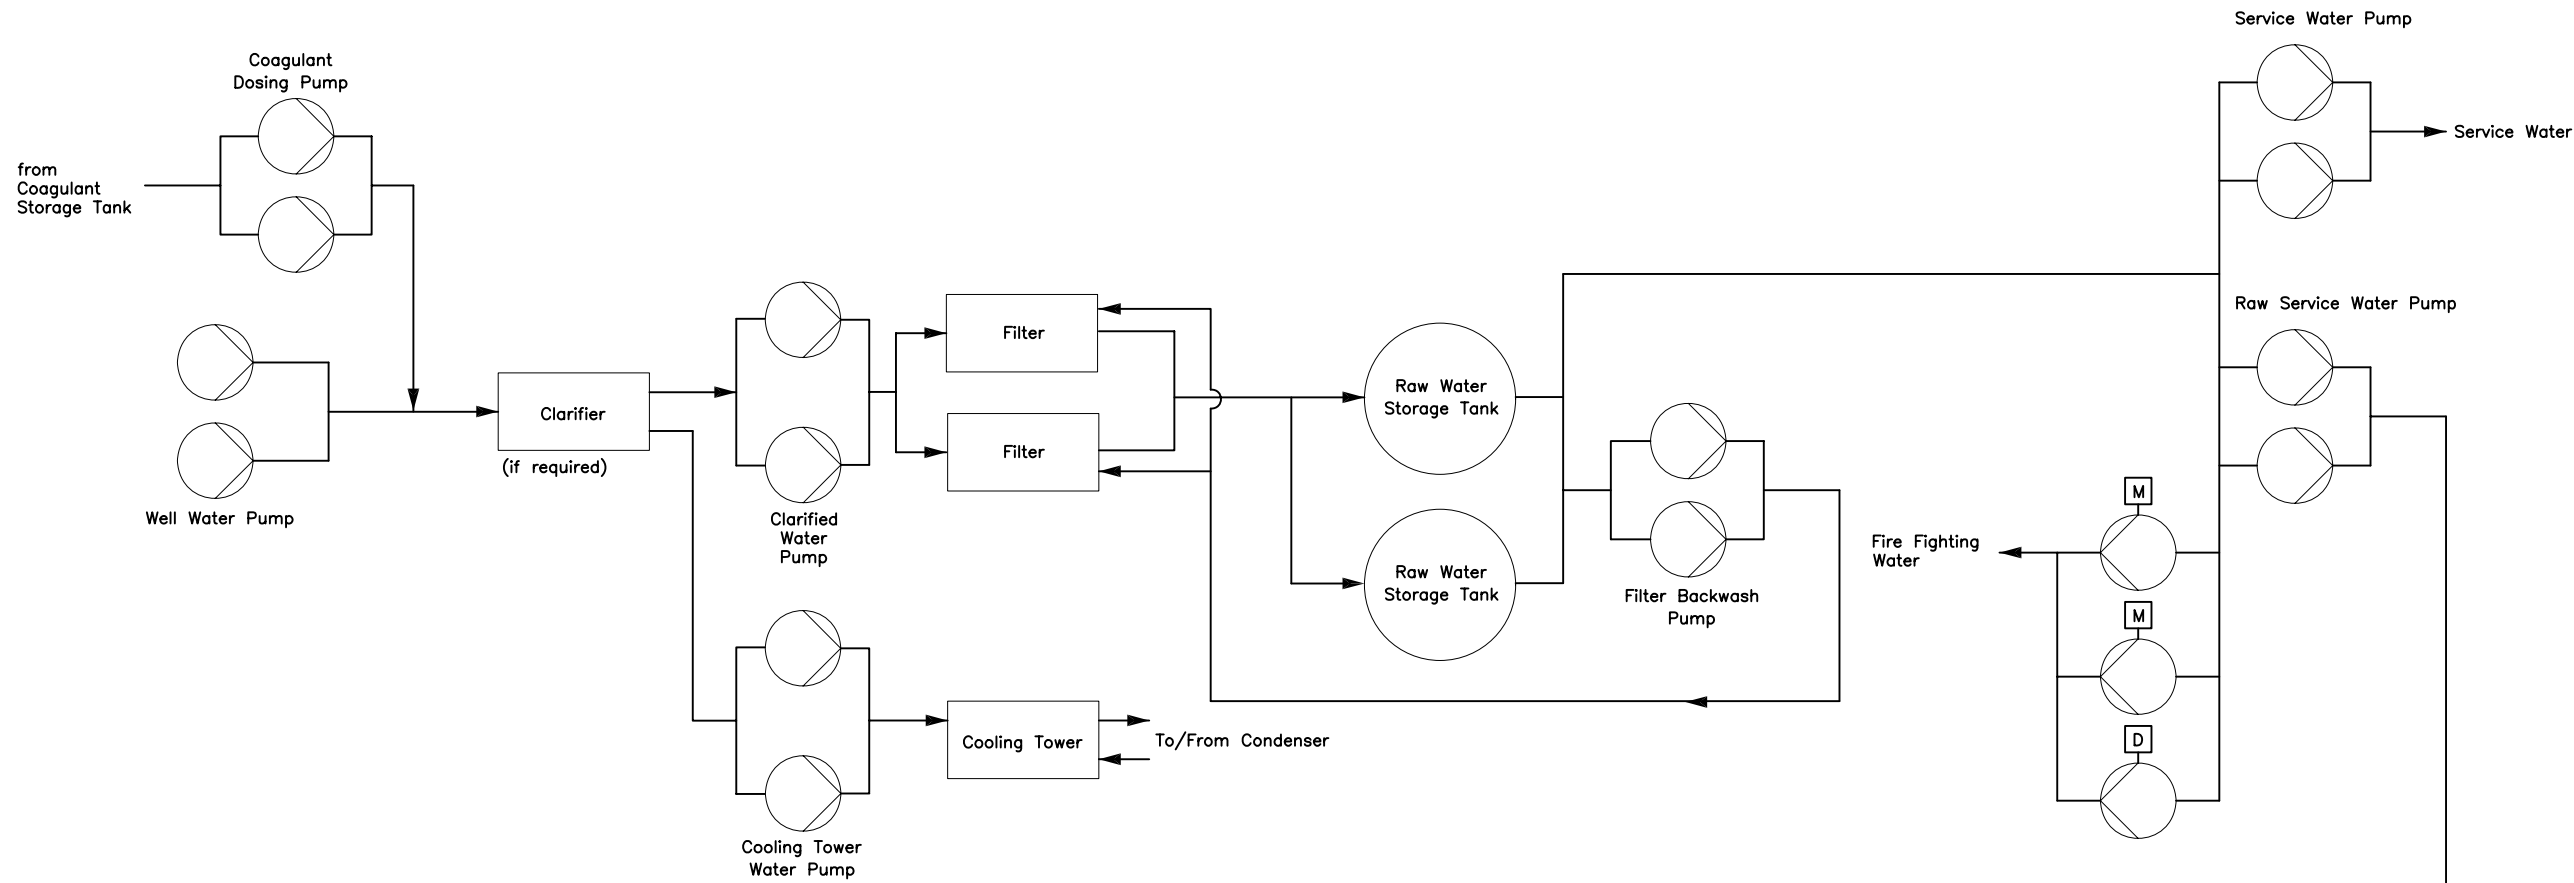 Service Water Pump
Coagulant
Dosing Pump
Service Water
from
Coagulant
Storage Tank
Raw Service Water Pump
Filter
Raw Water
Storage Tank
Clarifier
(if required)
Filter
Well Water Pump
Clarified
Water
Pump
M
Fire Fighting
Water
Raw Water
Storage Tank
Filter Backwash
Pump
M
Cooling Tower
To/From Condenser
D
Cooling Tower
Water Pump